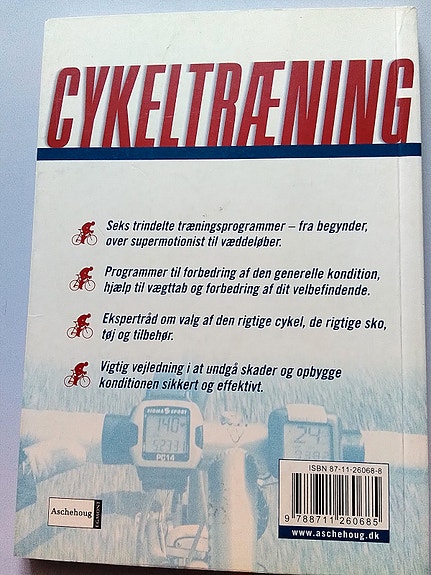 CYKELTRÆNING
Seks trindelte træningsprogrammer – fra begynder,
over supermotionist til væddeløber.
Programmer til forbedring af den generelle kondition,
hjælp til vægttab og forbedring af dit velbefindende.
Ekspertråd om valg af den rigtige cykel, de rigtige sko,
tøj og tilbehør.
Vigtig vejledning i at undgå skader og opbygge
konditionen sikkert og effektivt.
SIGMA SPORT
140
PC14
24
ISBN 87-11-26068-8
9 788711 260685
www.aschehoug.dk
Aschehoug
EGMONT